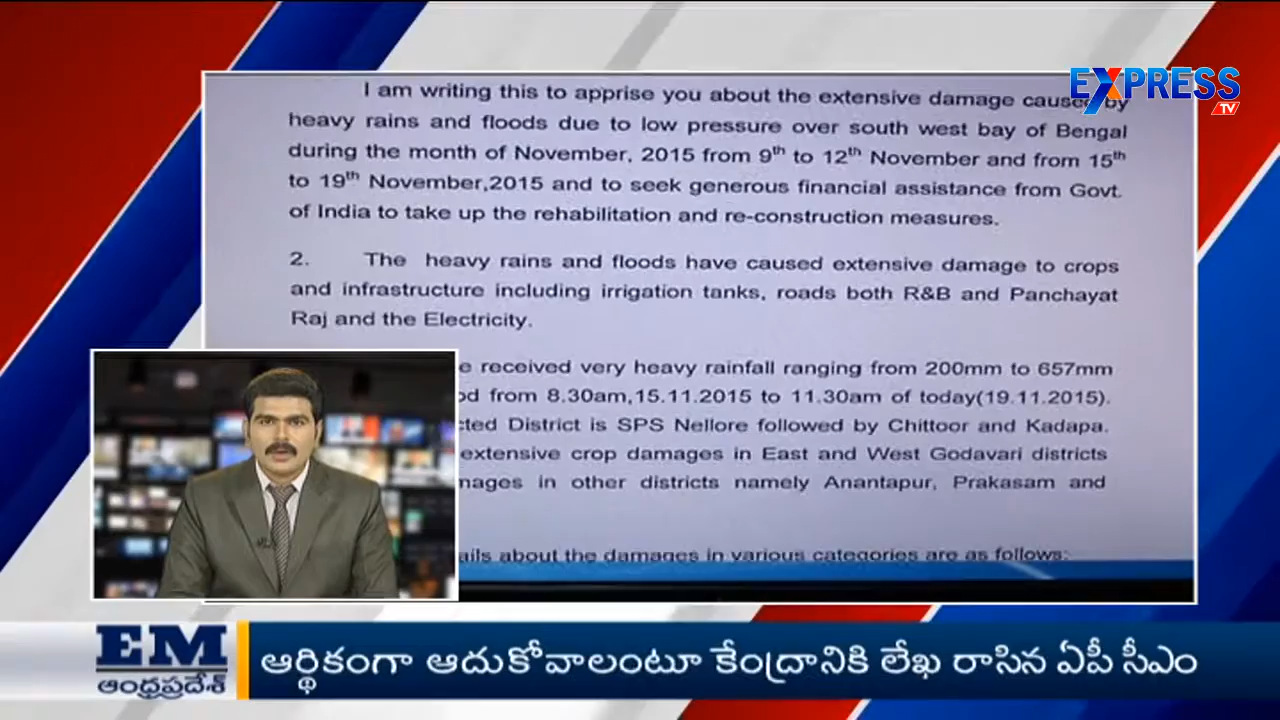 EXPRESS
TV
I am writing this to apprise you about the extensive damage caused by
heavy rains and floods due to low pressure over south west bay of Bengal
during the month of November, 2015 from 9th to 12th November and from 15th
to 19th November,2015 and to seek generous financial assistance from Govt.
of India to take up the rehabilitation and re-construction measures.
2. The heavy rains and floods have caused extensive damage to crops
and infrastructure including irrigation tanks, roads both R&B and Panchayat
Raj and the Electricity.
e received very heavy rainfall ranging from 200mm to 657mm
od from 8.30am,15.11.2015 to 11.30am of today(19.11.2015).
cted District is SPS Nellore followed by Chittoor and Kadapa.
extensive crop damages in East and West Godavari districts
mages in other districts namely Anantapur, Prakasam and
ails about the damages in various categories are as follows:
EM
ఆంధ్రప్రదేశ్
ఆర్థికంగా ఆదుకోవాలంటూ కేంద్రానికి లేఖ రాసిన ఏపీ సీఎం